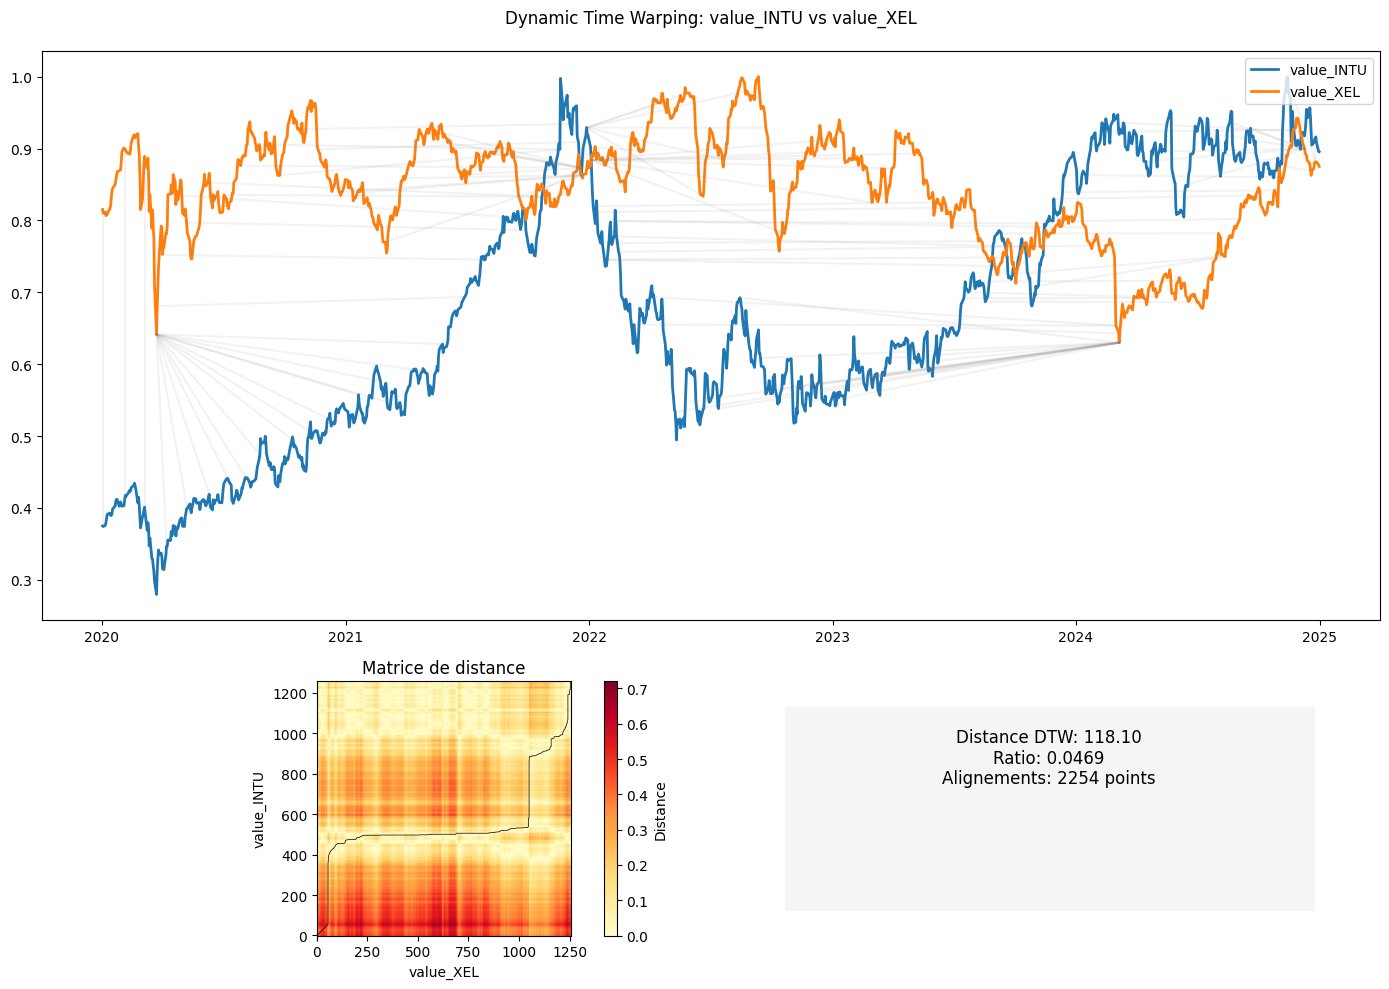 Dynamic Time Warping: value_INTU vs value_XEL
1.0
0.9
0.8
0.7
0.6
0.5
0.4
0.3
value_INTU
value_XEL
2020 2021 2022 2023 2024 2025
Matrice de distance
value_INTU
1200
1000
800
600
400
200
0
0 250 500 750 1000 1250
value_XEL
0.7
0.6
0.5
0.4
0.3
0.2
0.1
0.0
Distance
Distance DTW: 118.10
Ratio: 0.0469
Alignements: 2254 points